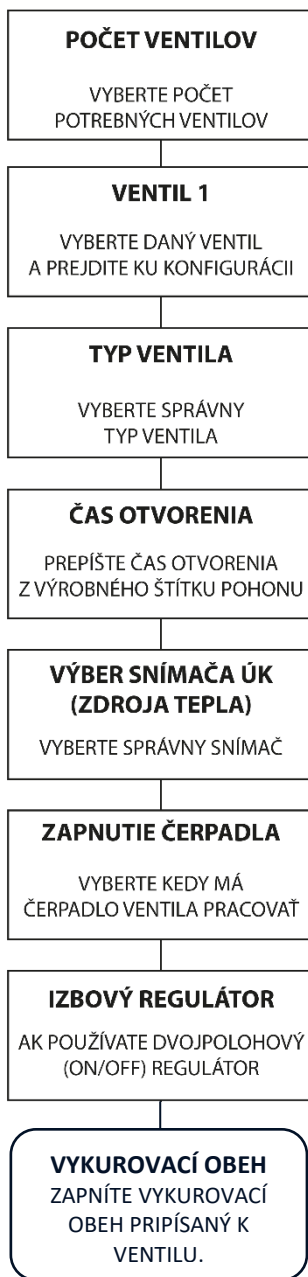 POČET VENTILOV
VYBERTE POČET
POTREBNÝCH VENTILOV
VENTIL 1
VYBERTE DANÝ VENTIL
A PREJDITE KU KONFIGURÁCII
TYP VENTILA
VYBERTE SPRÁVNY
TYP VENTILA
ČAS OTVORENIA
PREPÍŠTE ČAS OTVORENIA
Z VÝROBNÉHO ŠTÍTKU POHONU
VÝBER SNÍMAČA ÚK
(ZDROJA TEPLA)
VYBERTE SPRÁVNY SNÍMAČ
ZAPNUTIE ČERPADLA
VYBERTE KEDY MÁ
ČERPADLO VENTILA PRACOVAŤ
IZBOVÝ REGULÁTOR
AK POUŽÍVATE DVOJPOLOHOVÝ
(ON/OFF) REGULÁTOR
VYKUROVACÍ OBEH
ZAPNÍTE VYKUROVACÍ
OBEH PRIPÍSANÝ K
VENTILU.